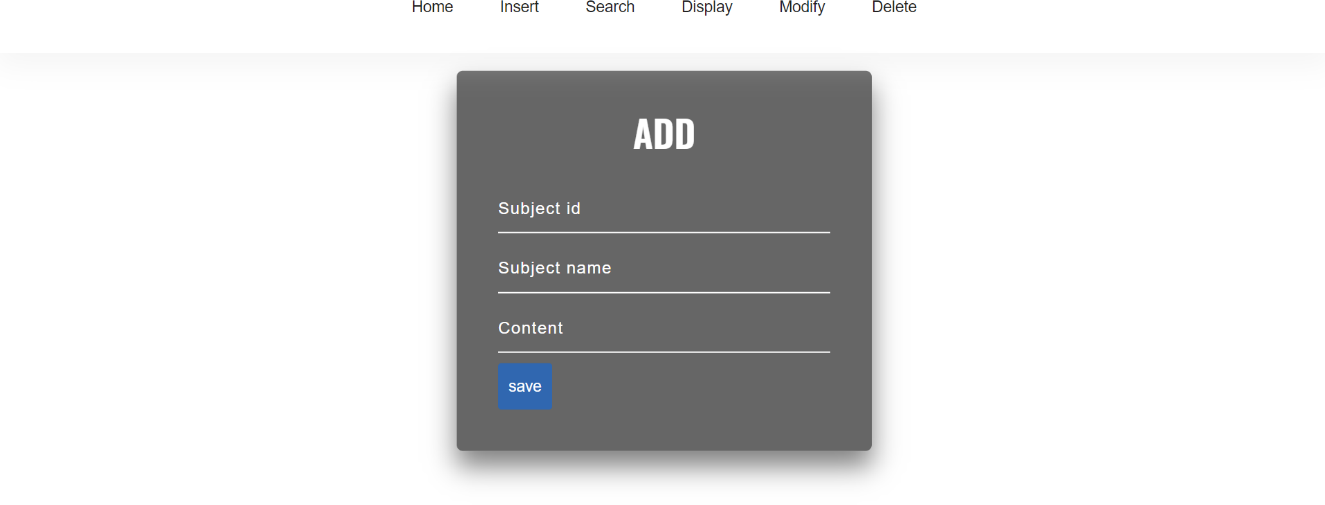 Home Insert Search Display Modify Delete
ADD
Subject id
Subject name
Content
save